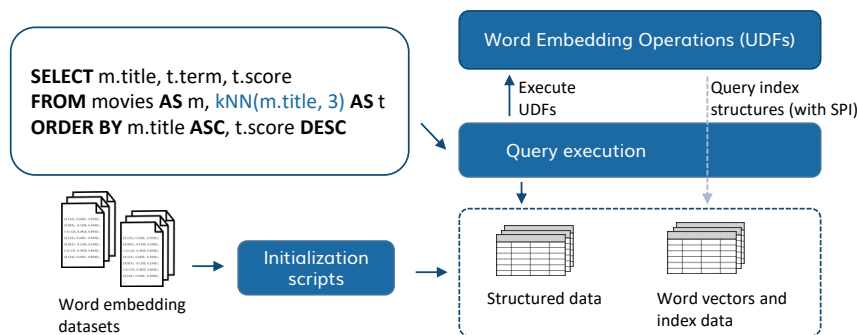 SELECT m.title, t.term, t.score
FROM movies AS m, kNN(m.title, 3) AS t
ORDER BY m.title ASC, t.score DESC
Word Embedding Operations (UDFs)
Execute
UDFs
Query index
structures (with SPI)
Query execution
Word embedding
datasets
Initialization
scripts
Structured data
Word vectors and
index data